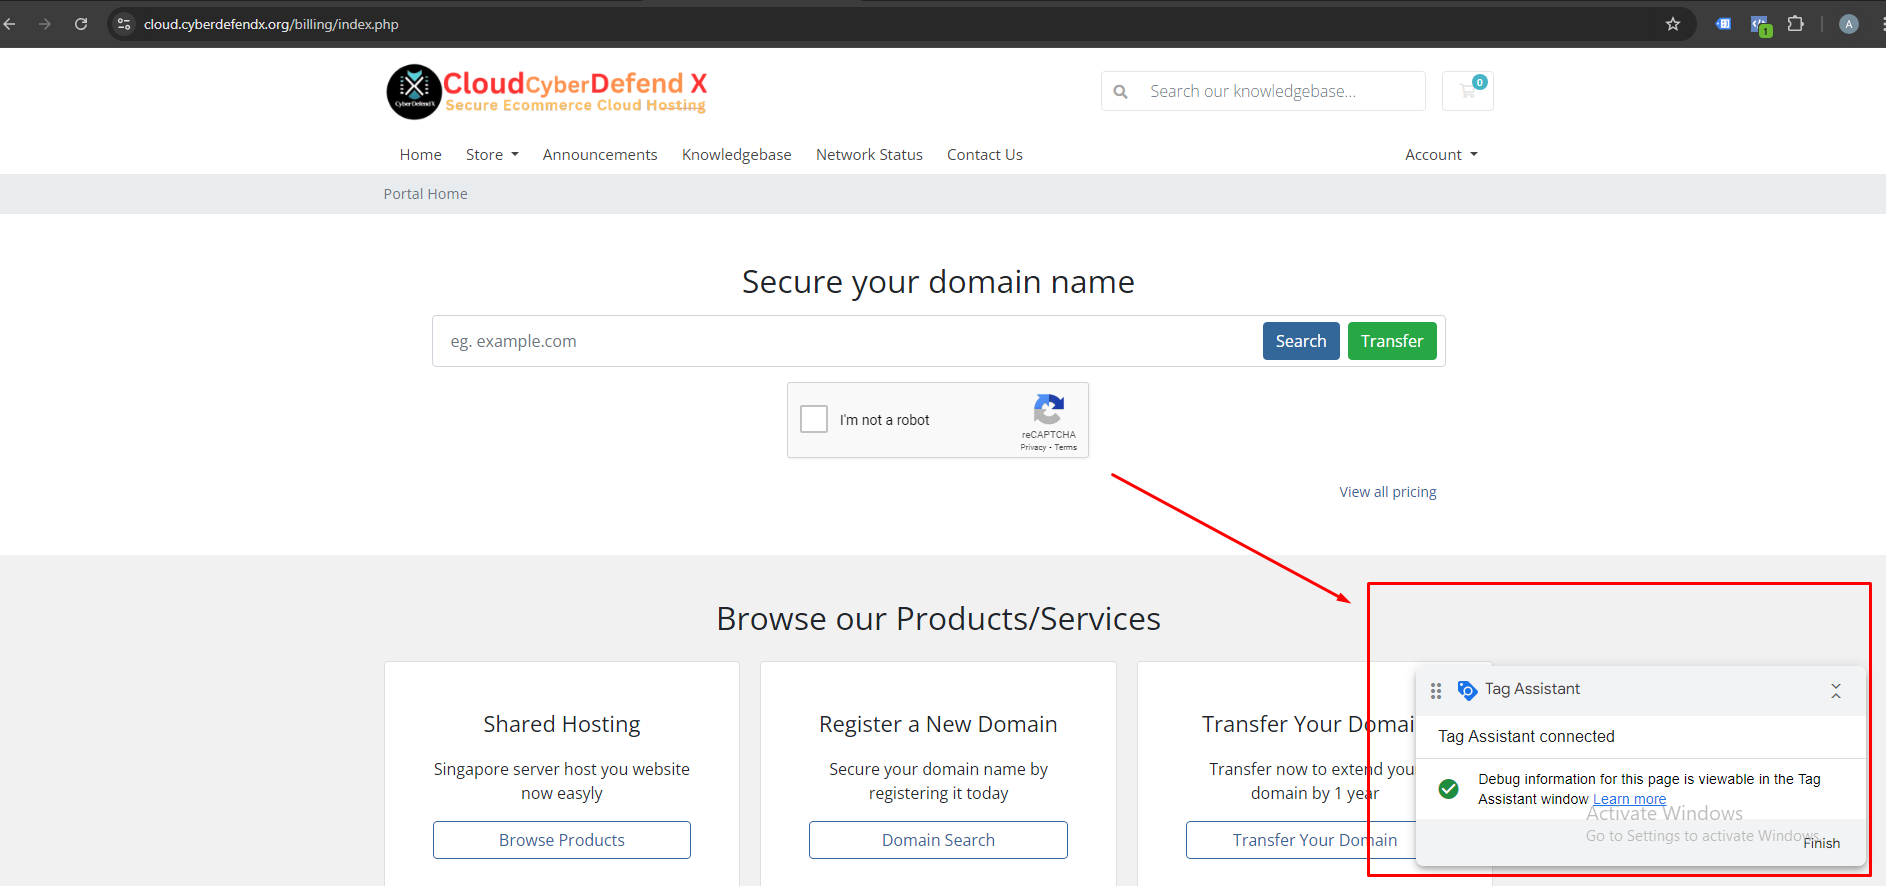 cloud.cyberdefendx.org/billing/index.php
1
A
CloudCyberDefend X
Cyber Defend X
Secure Ecommerce Cloud Hosting
Search our knowledgebase...
0
Home
Store
Announcements
Knowledgebase
Network Status
Contact Us
Account
Portal Home
Secure your domain name
eg. example.com
Search
Transfer
I'm not a robot
reCAPTCHA
Privacy - Terms
View all pricing
Browse our Products/Services
Shared Hosting
Singapore server host you website
now easyly
Browse Products
Register a New Domain
Secure your domain name by
registering it today
Domain Search
Transfer Your Domai
Transfer now to extend you
domain by 1 year
Transfer Your Domain
Tag Assistant
Tag Assistant connected
Debug information for this page is viewable in the Tag
Assistant window Learn more
Activate Windows
Go to Settings to activate Windows.
Finish